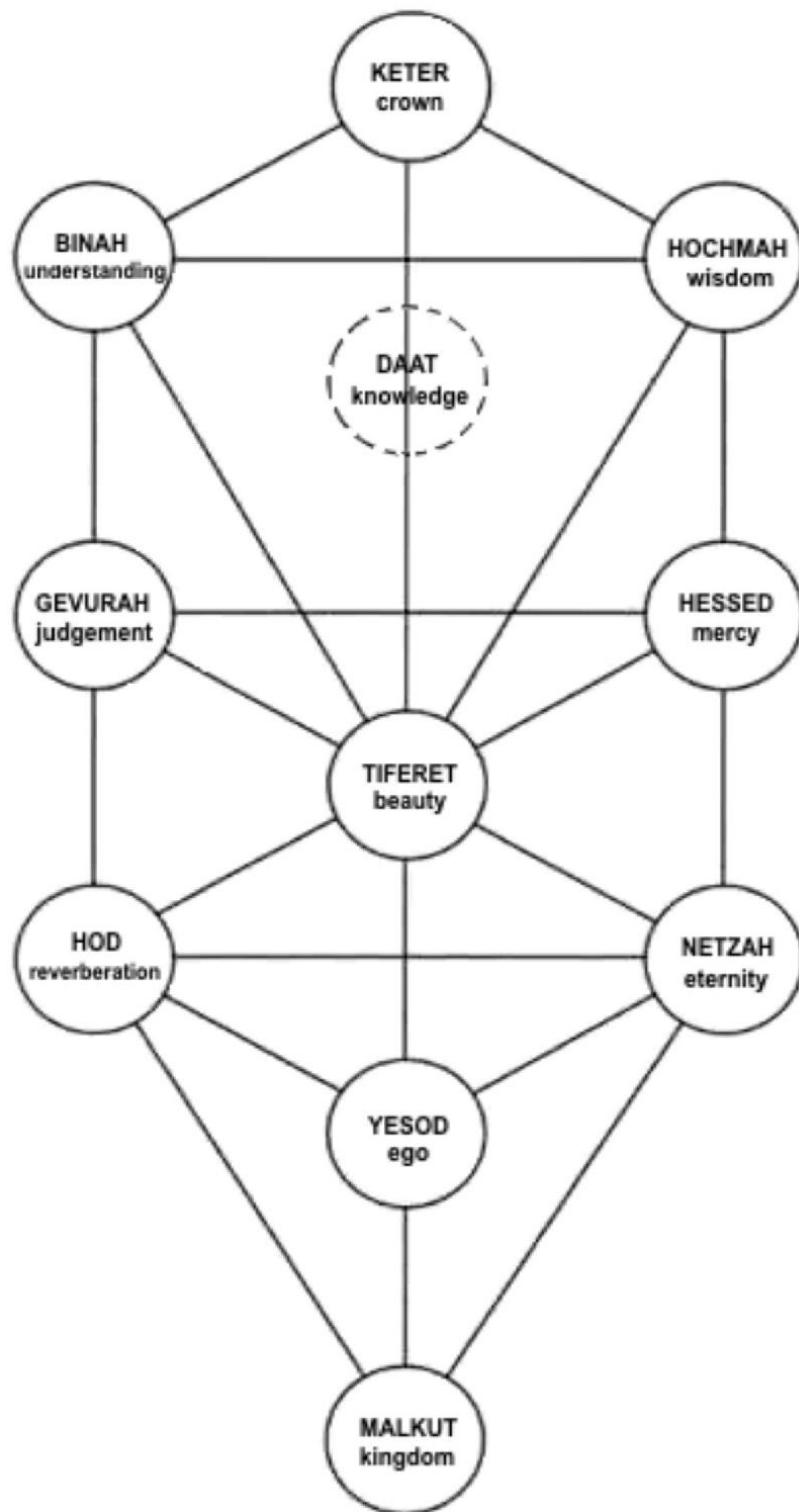 KETER
crown
BINAH
understanding
HOCHMAH
wisdom
DAAT
knowledge
GEVURAH
judgement
HESSED
mercy
TIFERET
beauty
HOD
reverberation
NETZAH
eternity
YESOD
ego
MALKUT
kingdom